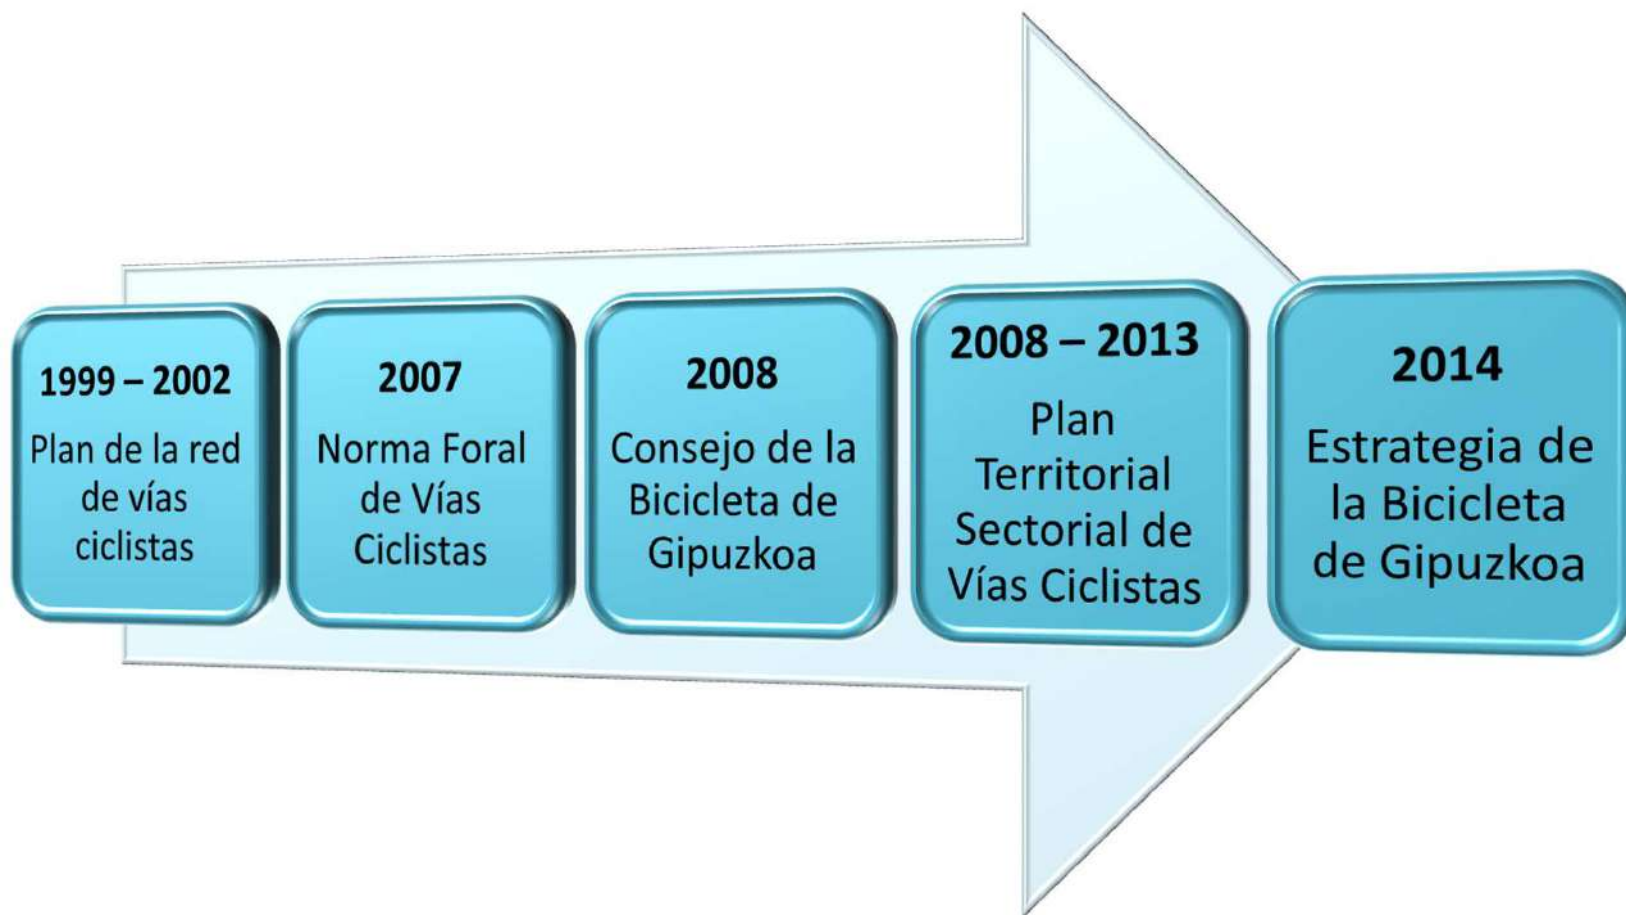 1999 – 2002
Plan de la red
de vías
ciclistas
2007
Norma Foral
de Vías
Ciclistas
2008
Consejo de la
Bicicleta de
Gipuzkoa
2008 – 2013
Plan
Territorial
Sectorial de
Vías Ciclistas
2014
Estrategia de
la Bicicleta
de Gipuzkoa